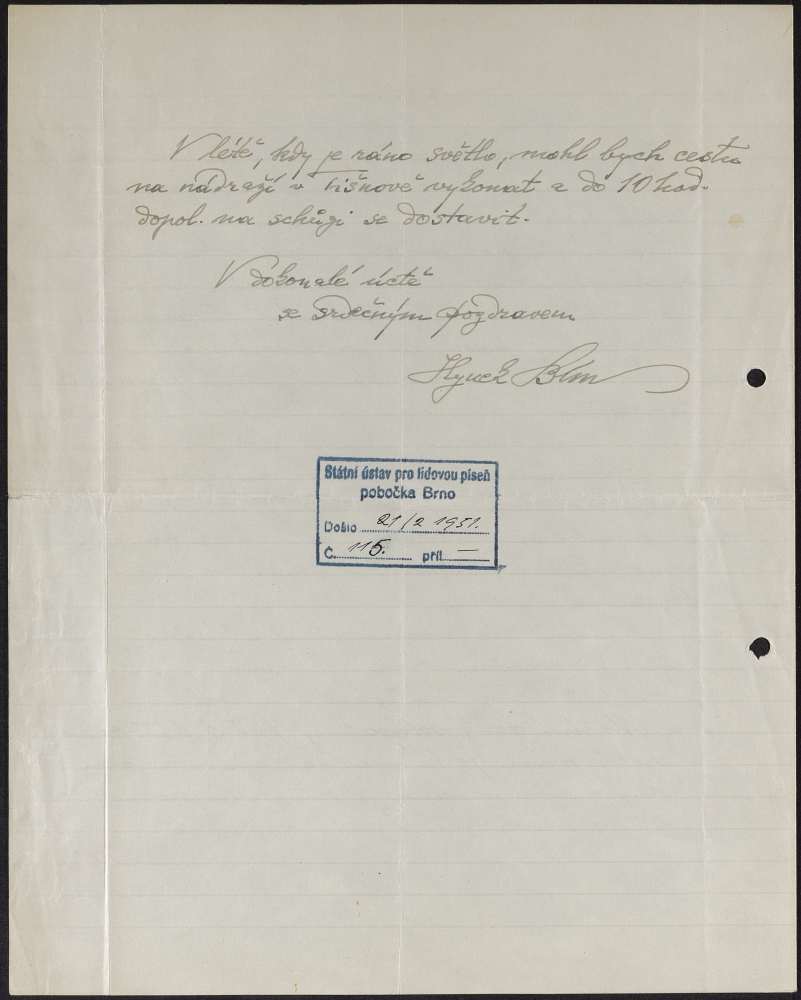 V létě, kdy je ráno světlo, mohl bych cestu
na nádraží v Tišnově vykonat a do 10 hod.
dopol. na schůzi se dostavit.
V dokonalé úctě
se srdečným pozdravem
Hynek Bím
Státní ústav pro lidovou píseň
pobočka Brno
Došlo 21/2 1951.
Č. 115. příl. —